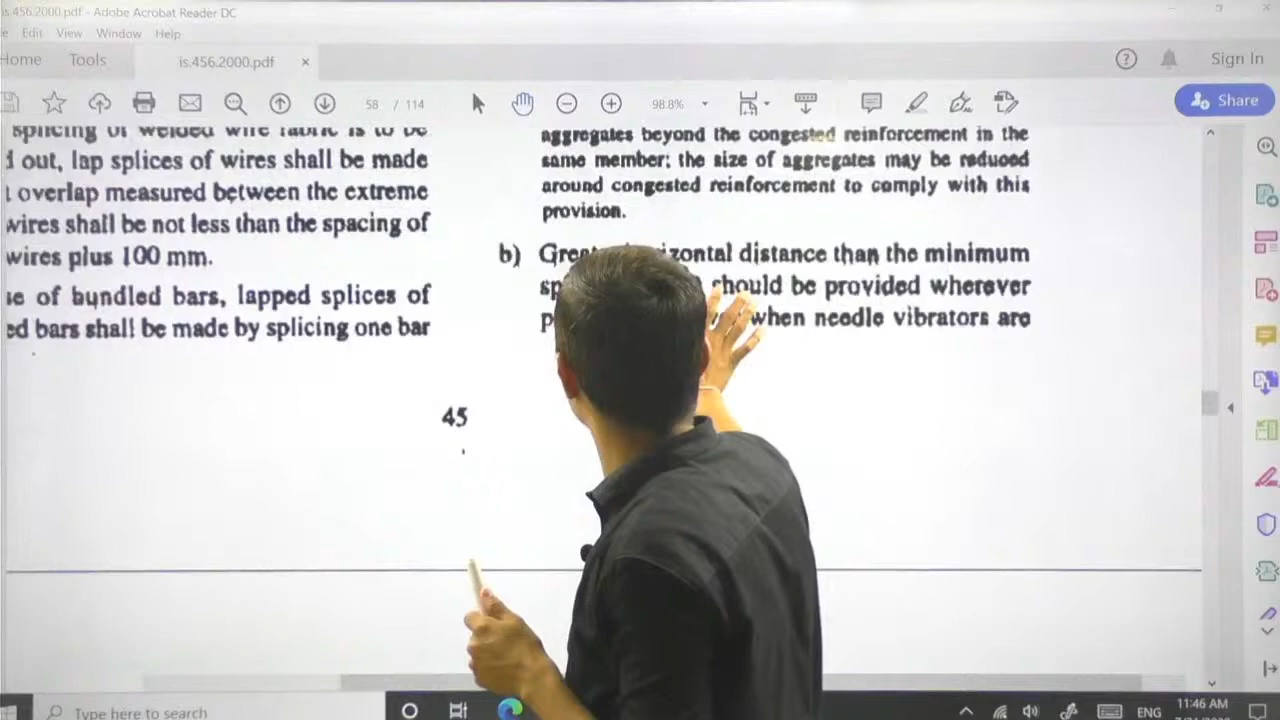 is 456.2000.pdf - Adobe Acrobat Reader DC
Edit View Window Help
Home Tools is.456.2000.pdf × Sign In
58 / 114 98.8% Share
splicing of welded wire fabric is to be
out, lap splices of wires shall be made
overlap measured between the extreme
wires shall be not less than the spacing of
wires plus 100 mm.
of bundled bars, lapped splices of
bars shall be made by splicing one bar
aggregates beyond the congested reinforcement in the
same member; the size of aggregates may be reduced
around congested reinforcement to comply with this
provision.
b) distance than the minimum
should be provided wherever
when needle vibrators are
45
Type here to search ENG 11:46 AM